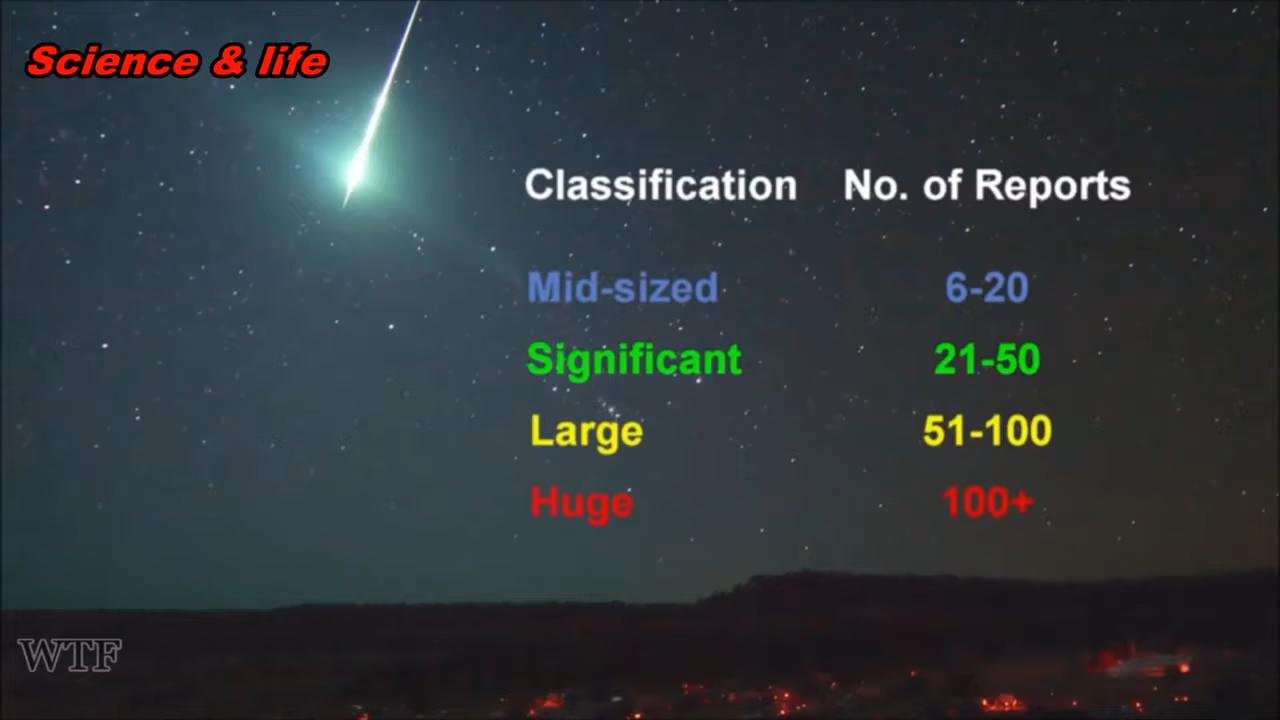 Science & life
Classification No. of Reports
Mid-sized 6-20
Significant 21-50
Large 51-100
Huge 100+
WTF